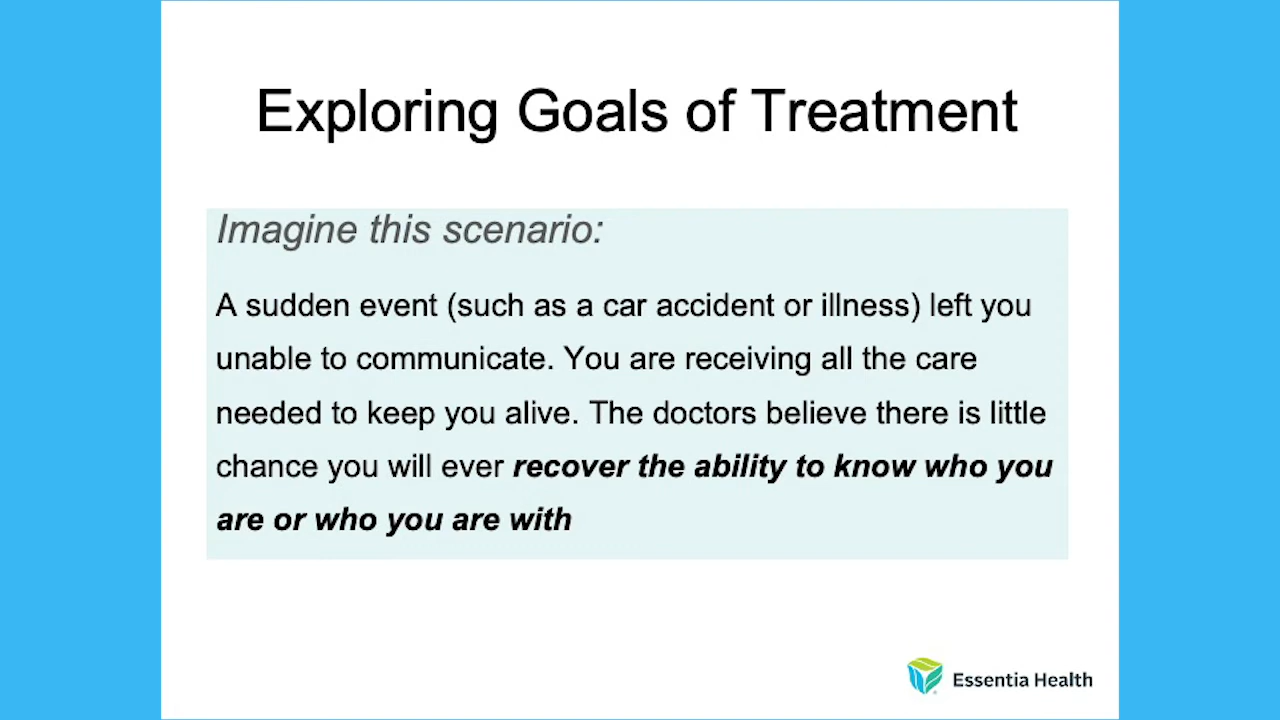 Exploring Goals of Treatment
Imagine this scenario:
A sudden event (such as a car accident or illness) left you
unable to communicate. You are receiving all the care
needed to keep you alive. The doctors believe there is little
chance you will ever recover the ability to know who you
are or who you are with
Essentia Health